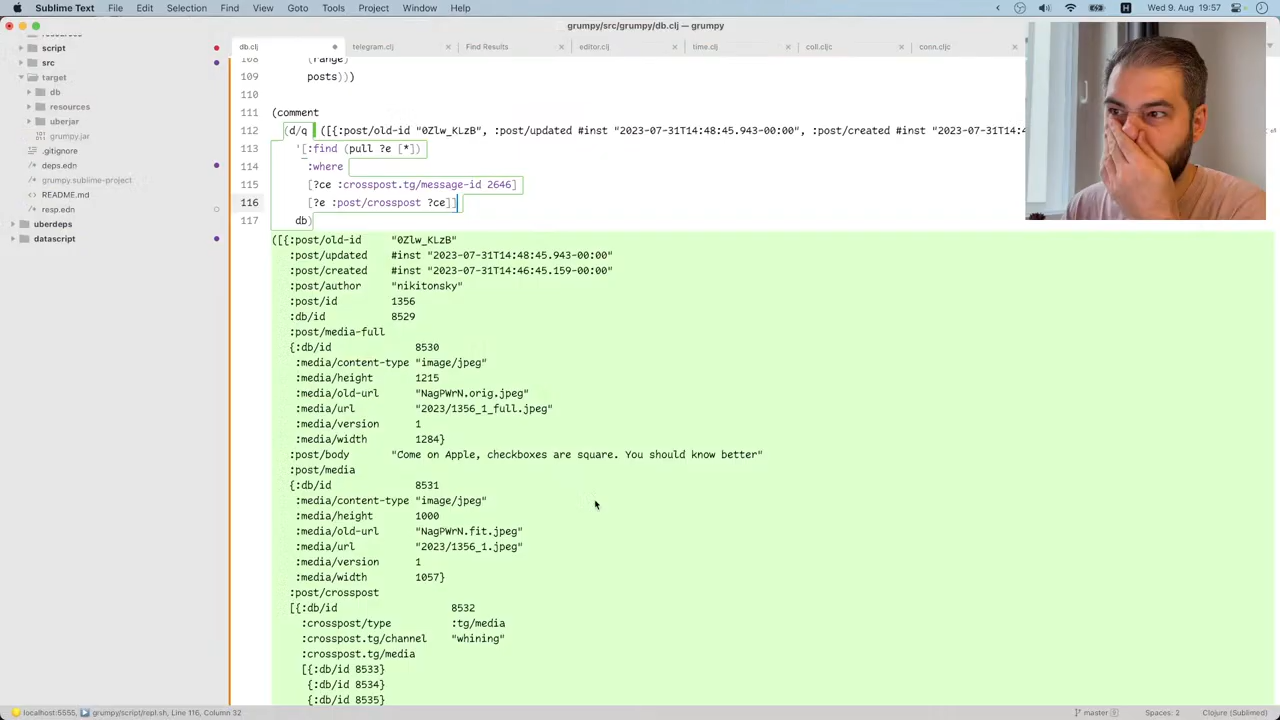 Sublime Text File Edit Selection Find View Goto Tools Project Window Help
Wed 9. Aug 19:57
grumpy/src/grumpy/db.clj — grumpy
db.clj telegram.clj Find Results editor.clj time.clj coll.cljc conn.cljc
resources
script
src
target
db
resources
uberjar
grumpy.jar
.gitignore
deps.edn
grumpy.sublime-project
README.md
resp.edn
uberdeps
datascript
108 (range)
109 posts)))
110
111 (comment
112 (d/q ([{:post/old-id "0Zlw_KLzB", :post/updated #inst "2023-07-31T14:48:45.943-00:00", :post/created #inst "2023-07-31T14:4
113 '[:find (pull ?e [*])
114 :where
115 [?ce :crosspost.tg/message-id 2646]
116 [?e :post/crosspost ?ce]]
117 db)
([{:post/old-id "0Zlw_KLzB"
:post/updated #inst "2023-07-31T14:48:45.943-00:00"
:post/created #inst "2023-07-31T14:46:45.159-00:00"
:post/author "nikitonsky"
:post/id 1356
:db/id 8529
:post/media-full
{:db/id 8530
:media/content-type "image/jpeg"
:media/height 1215
:media/old-url "NagPWrN.orig.jpeg"
:media/url "2023/1356_1_full.jpeg"
:media/version 1
:media/width 1284}
:post/body "Come on Apple, checkboxes are square. You should know better"
:post/media
{:db/id 8531
:media/content-type "image/jpeg"
:media/height 1000
:media/old-url "NagPWrN.fit.jpeg"
:media/url "2023/1356_1.jpeg"
:media/version 1
:media/width 1057}
:post/crosspost
[{:db/id 8532
:crosspost/type :tg/media
:crosspost.tg/channel "whining"
:crosspost.tg/media
[{:db/id 8533}
{:db/id 8534}
{:db/id 8535}
localhost:5555, grumpy/script/repl.sh, Line 116, Column 32
master 9 Spaces: 2 Clojure (Sublimed)